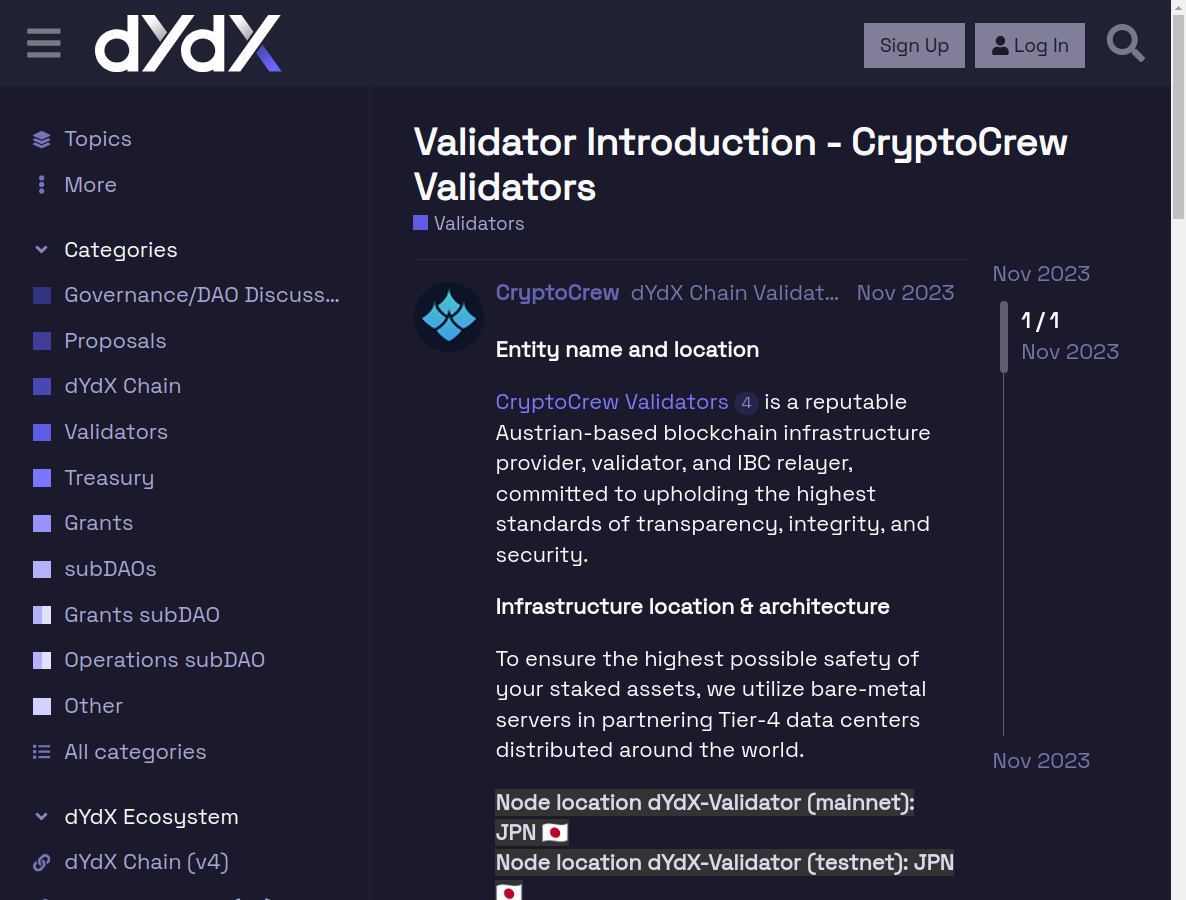 dYdX
Sign Up
Log In
Topics
More
Categories
Governance/DAO Discuss...
Proposals
dYdX Chain
Validators
Treasury
Grants
subDAOs
Grants subDAO
Operations subDAO
Other
All categories
dYdX Ecosystem
dYdX Chain (v4)
Validator Introduction - CryptoCrew
Validators
Validators
CryptoCrew dYdX Chain Validat... Nov 2023
Entity name and location
CryptoCrew Validators 4 is a reputable
Austrian-based blockchain infrastructure
provider, validator, and IBC relayer,
committed to upholding the highest
standards of transparency, integrity, and
security.
Infrastructure location & architecture
To ensure the highest possible safety of
your staked assets, we utilize bare-metal
servers in partnering Tier-4 data centers
distributed around the world.
Node location dYdX-Validator (mainnet):
JPN 🇯🇵
Node location dYdX-Validator (testnet): JPN
🇯🇵
Nov 2023
1 / 1
Nov 2023
Nov 2023